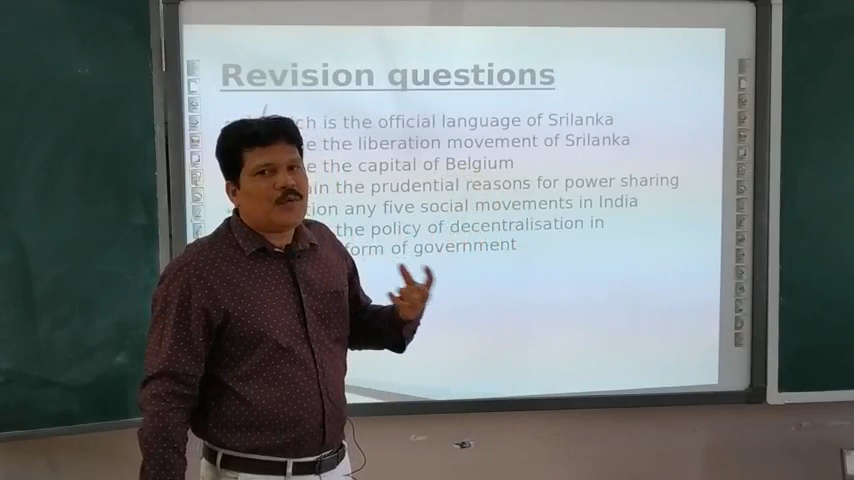 Revision questions
ch is the official language of Srilanka
e the liberation movement of Srilanka
e the capital of Belgium
ain the prudential reasons for power sharing
tion any five social movements in India
the policy of decentralisation in
form of government